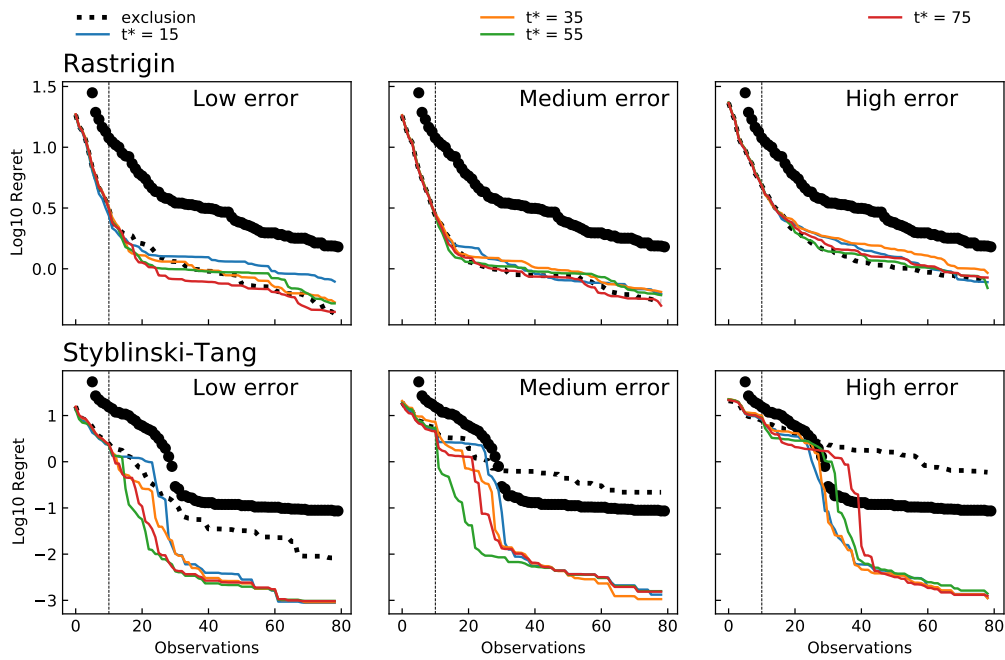 exclusion
t* = 15
t* = 35
t* = 55
t* = 75
Rastrigin
Low error
Medium error
High error
Log10 Regret
1.5
1.0
0.5
0.0
Styblinski-Tang
Low error
Medium error
High error
Log10 Regret
1
0
−1
−2
−3
0 20 40 60 80
0 20 40 60 80
0 20 40 60 80
Observations
Observations
Observations